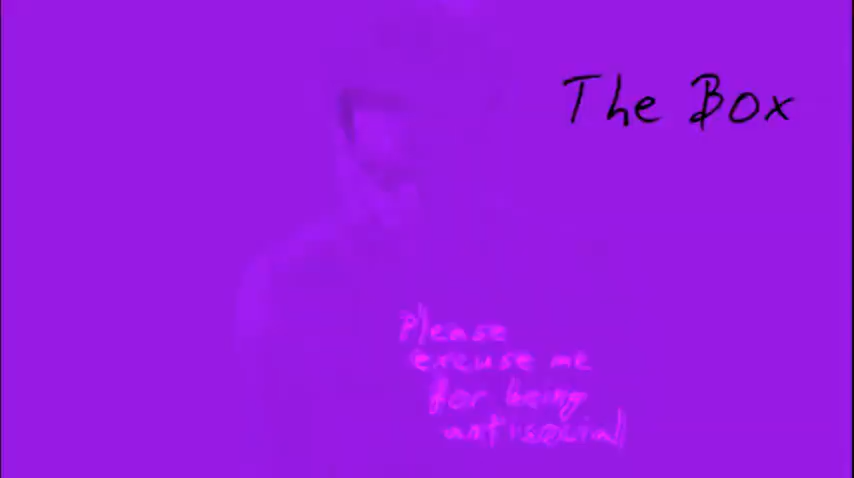 The Box
Please
excuse me
for being
antisocial